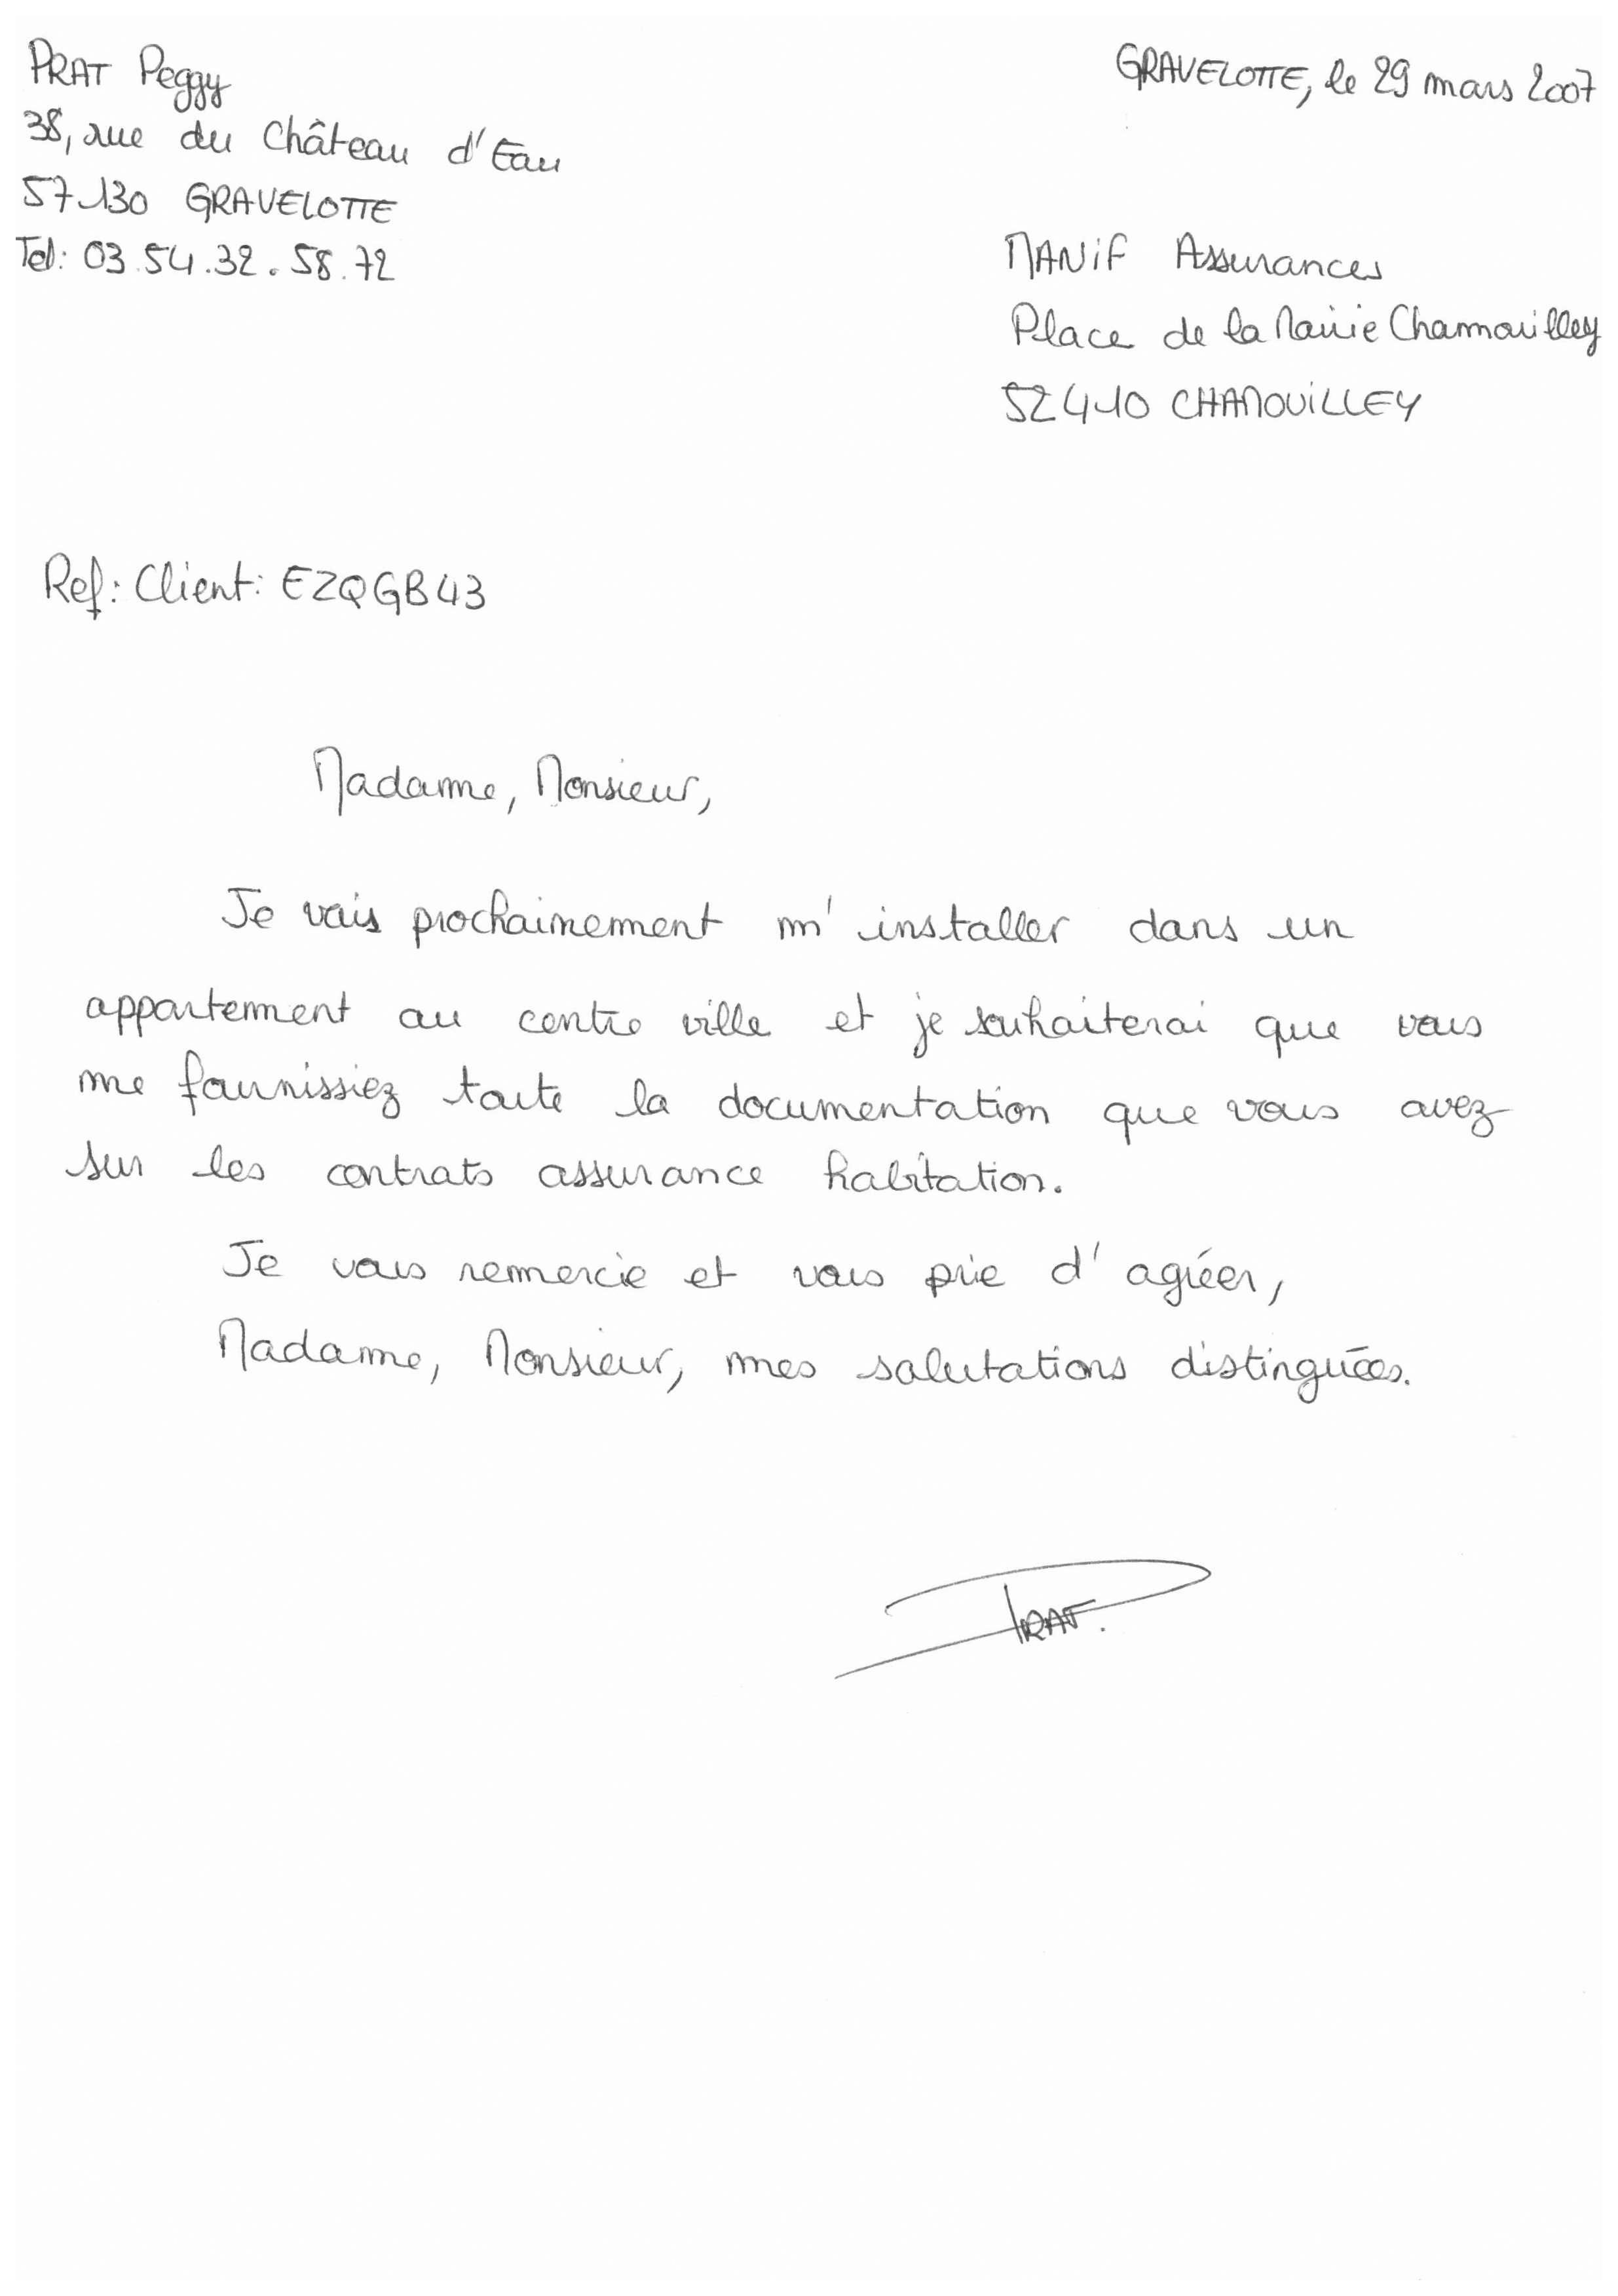 PRAT Peggy
38, rue du Château d'Eau
57130 GRAVELOTTE
Tel: 03.54.32.58.72
GRAVELOTTE, le 29 mars 2007
MANIF Assurances
Place de la Mairie Chamouilley
52410 CHAMOUILLEY
Ref: Client: EZQGB43
Madame, Monsieur,
Je vais prochainement m'installer dans un
appartement au centre ville et je souhaiterai que vous
me fournissiez toute la documentation que vous avez
sur les contrats assurance habitation.
Je vous remercie et vous prie d'agréer,
Madame, Monsieur, mes salutations distinguées.
PRAT.